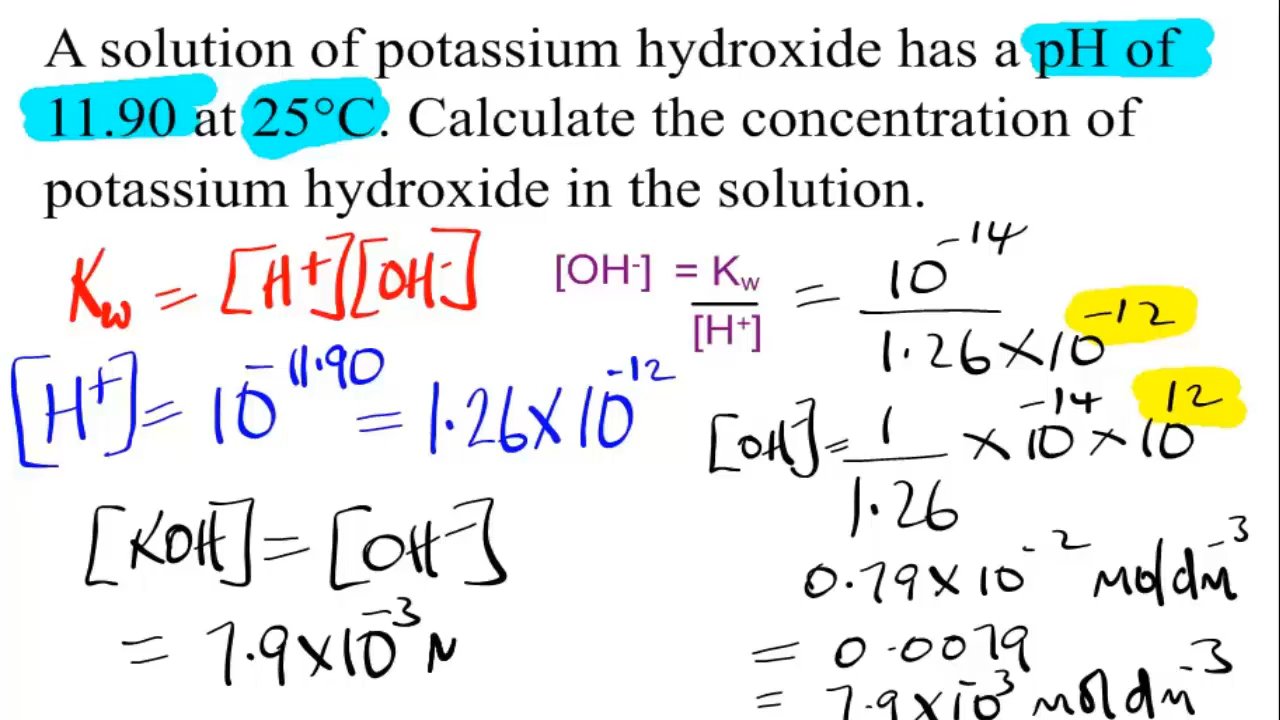 A solution of potassium hydroxide has a pH of
11.90 at 25°C. Calculate the concentration of
potassium hydroxide in the solution.
Kw = [H+][OH-]
[H+] = 10^-11.90 = 1.26×10^-12
[KOH] = [OH-]
= 7.9×10^-3 M
[OH-] = Kw
[H+]
= 10^-14
1.26×10^-12
[OH-] = 1 × 10^-14 × 10^12
1.26
0.79×10^-2 mol dm^-3
= 0.0079
= 7.9×10^-3 mol dm^-3